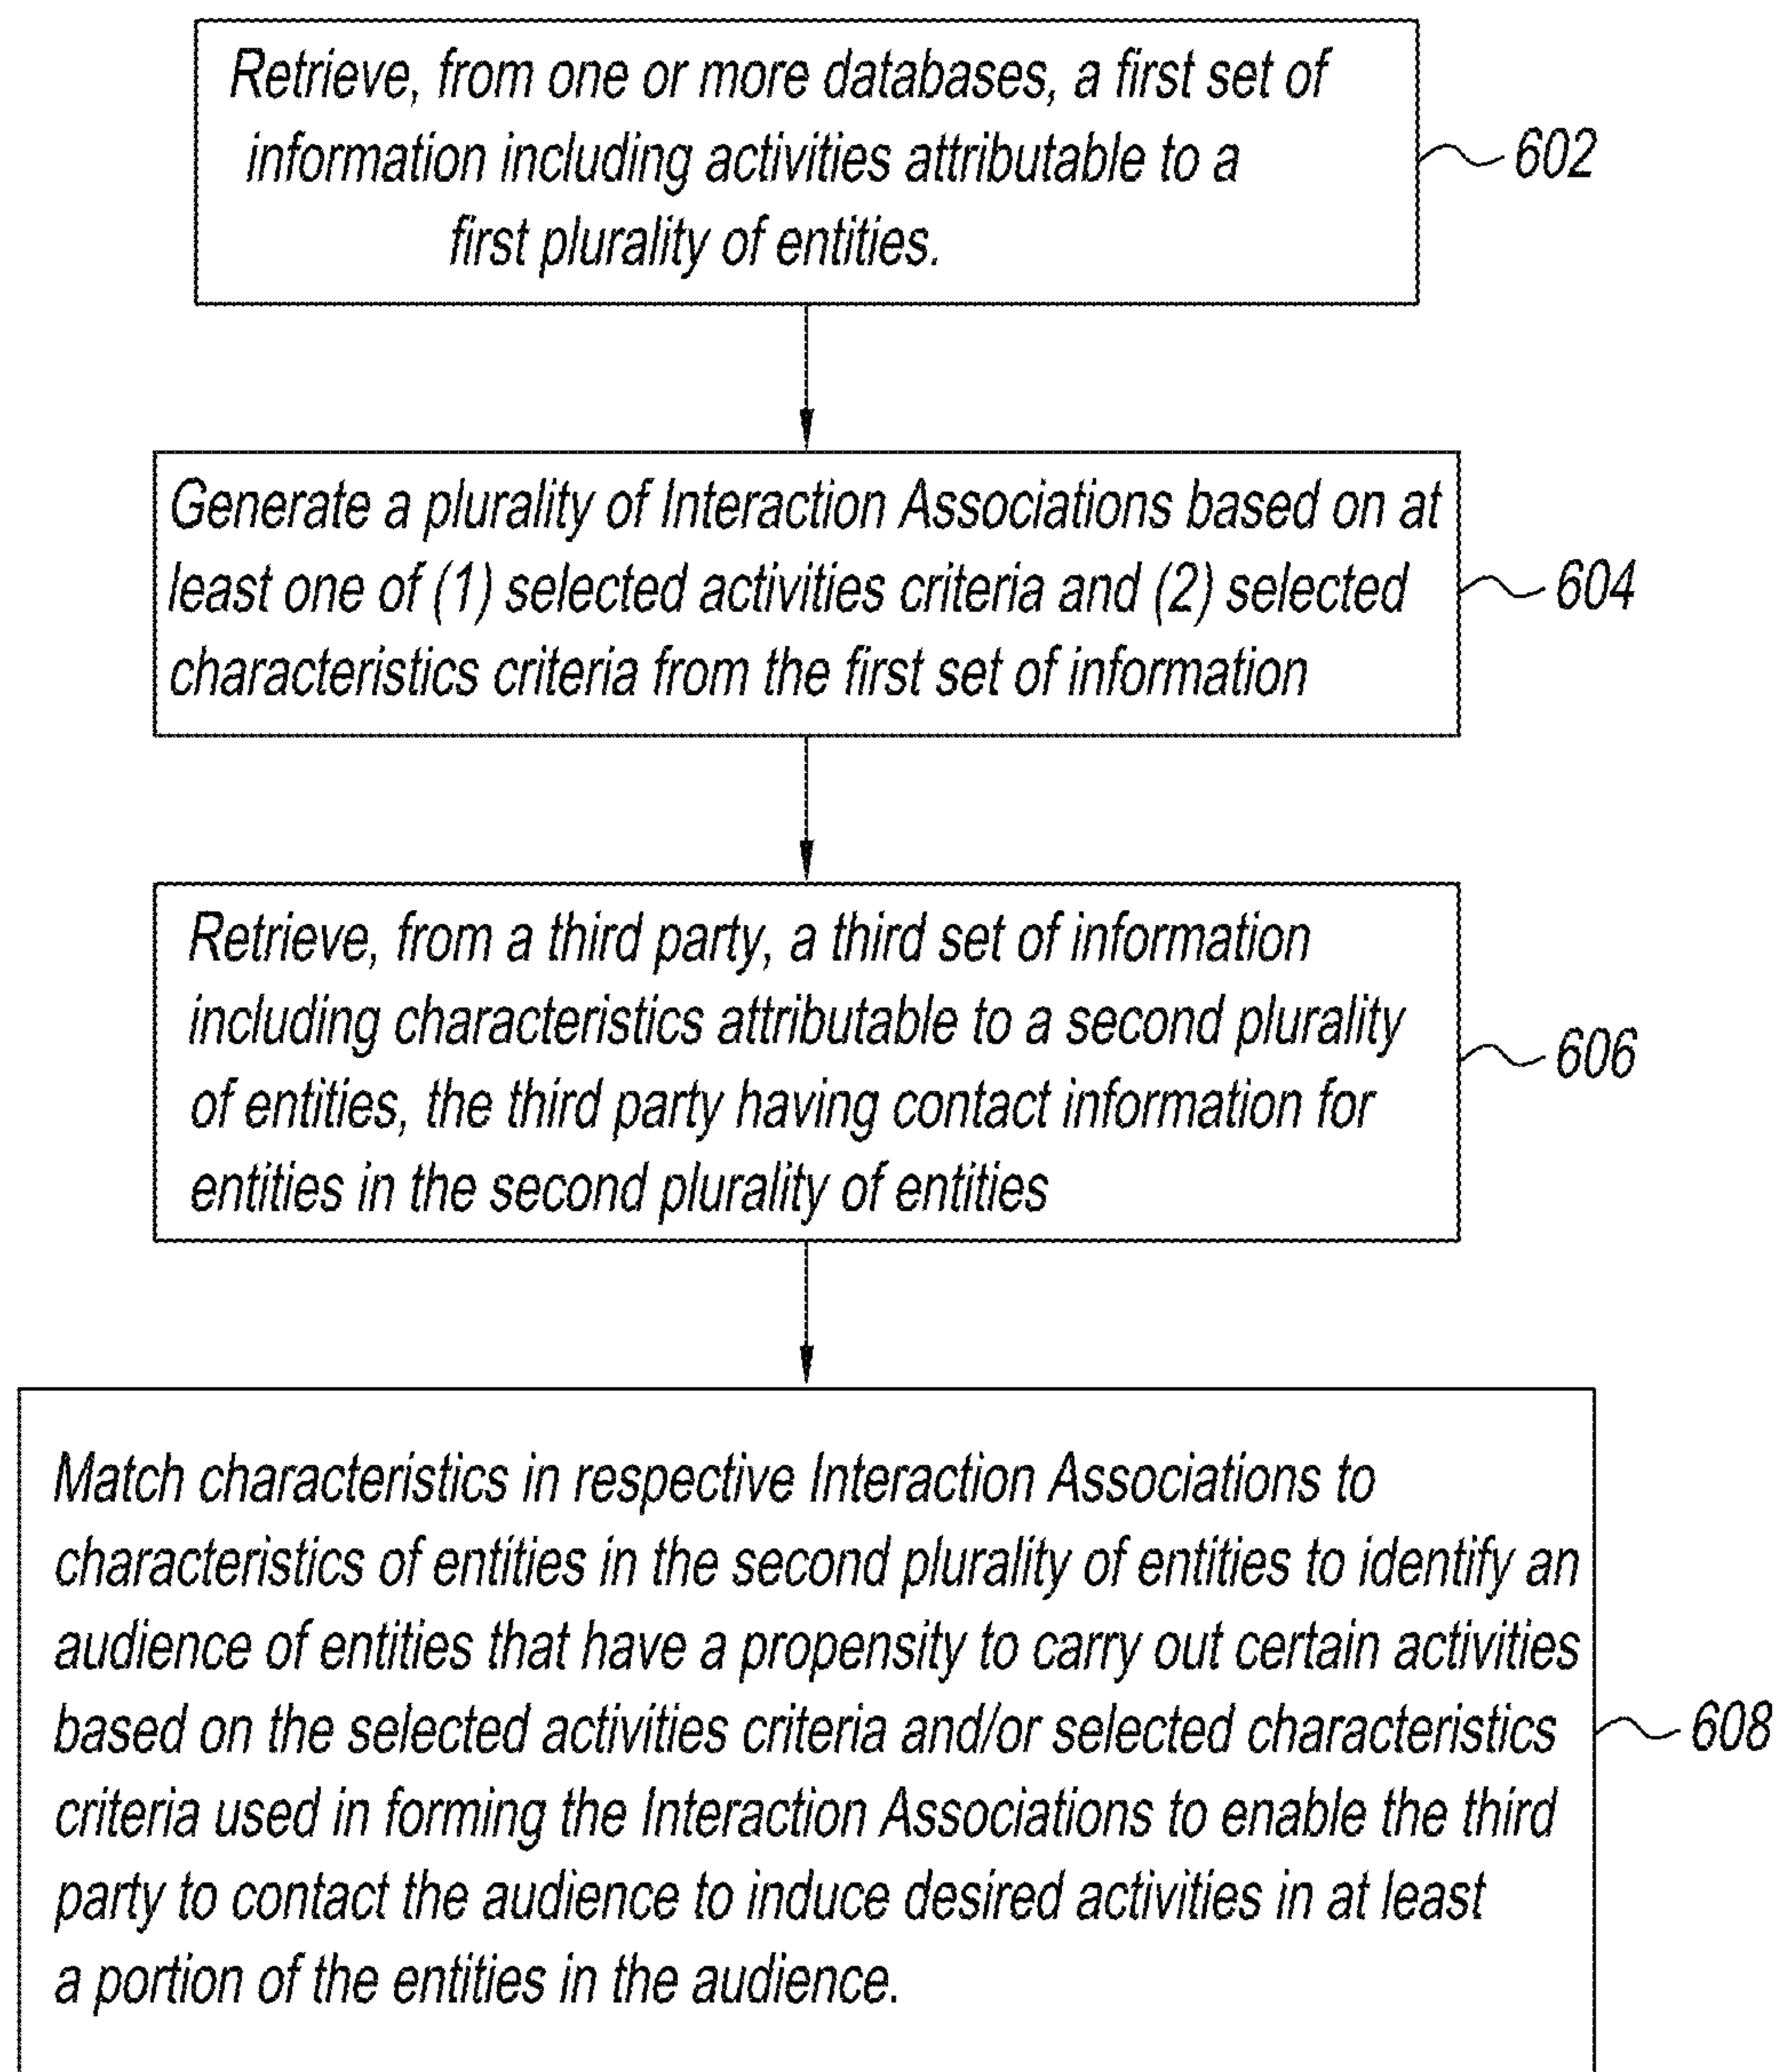 Retrieve, from one or more databases, a first set of
information including activities attributable to a
first plurality of entities.
602
Generate a plurality of Interaction Associations based on at
least one of (1) selected activities criteria and (2) selected
characteristics criteria from the first set of information
604
Retrieve, from a third party, a third set of information
including characteristics attributable to a second plurality
of entities, the third party having contact information for
entities in the second plurality of entities
606
Match characteristics in respective Interaction Associations to
characteristics of entities in the second plurality of entities to identify an
audience of entities that have a propensity to carry out certain activities
based on the selected activities criteria and/or selected characteristics
criteria used in forming the Interaction Associations to enable the third
party to contact the audience to induce desired activities in at least
a portion of the entities in the audience.
608